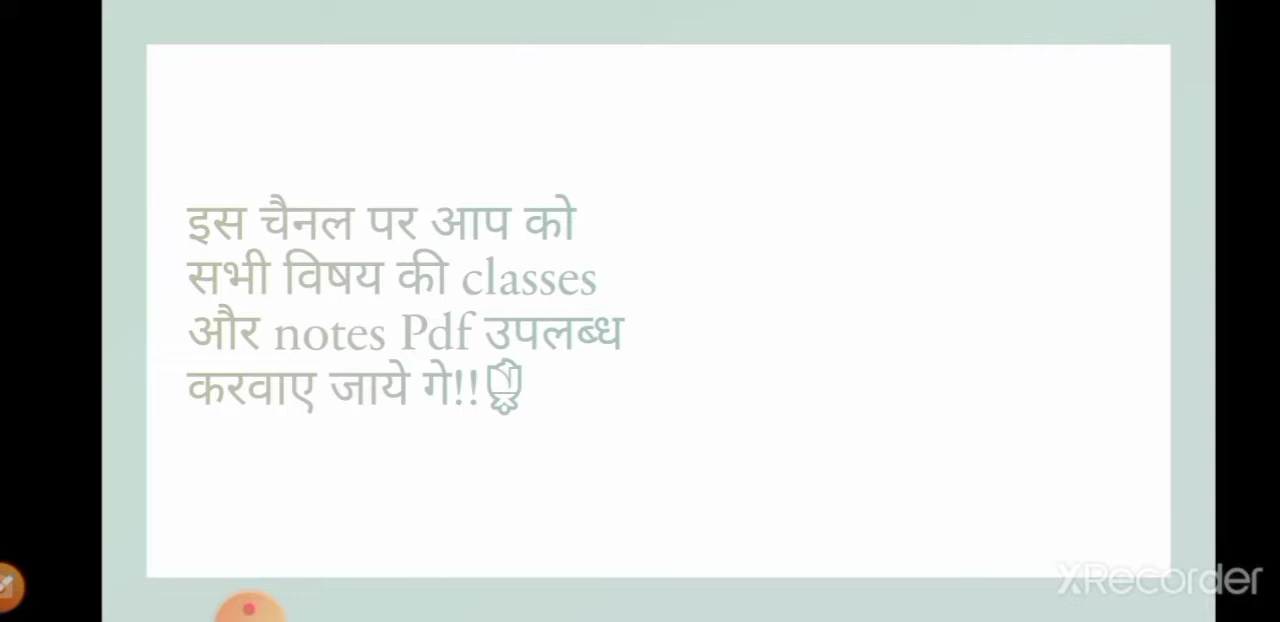 इस चैनल पर आप को
सभी विषय की classes
और notes Pdf उपलब्ध
करवाए जाये गे!!
XRecorder